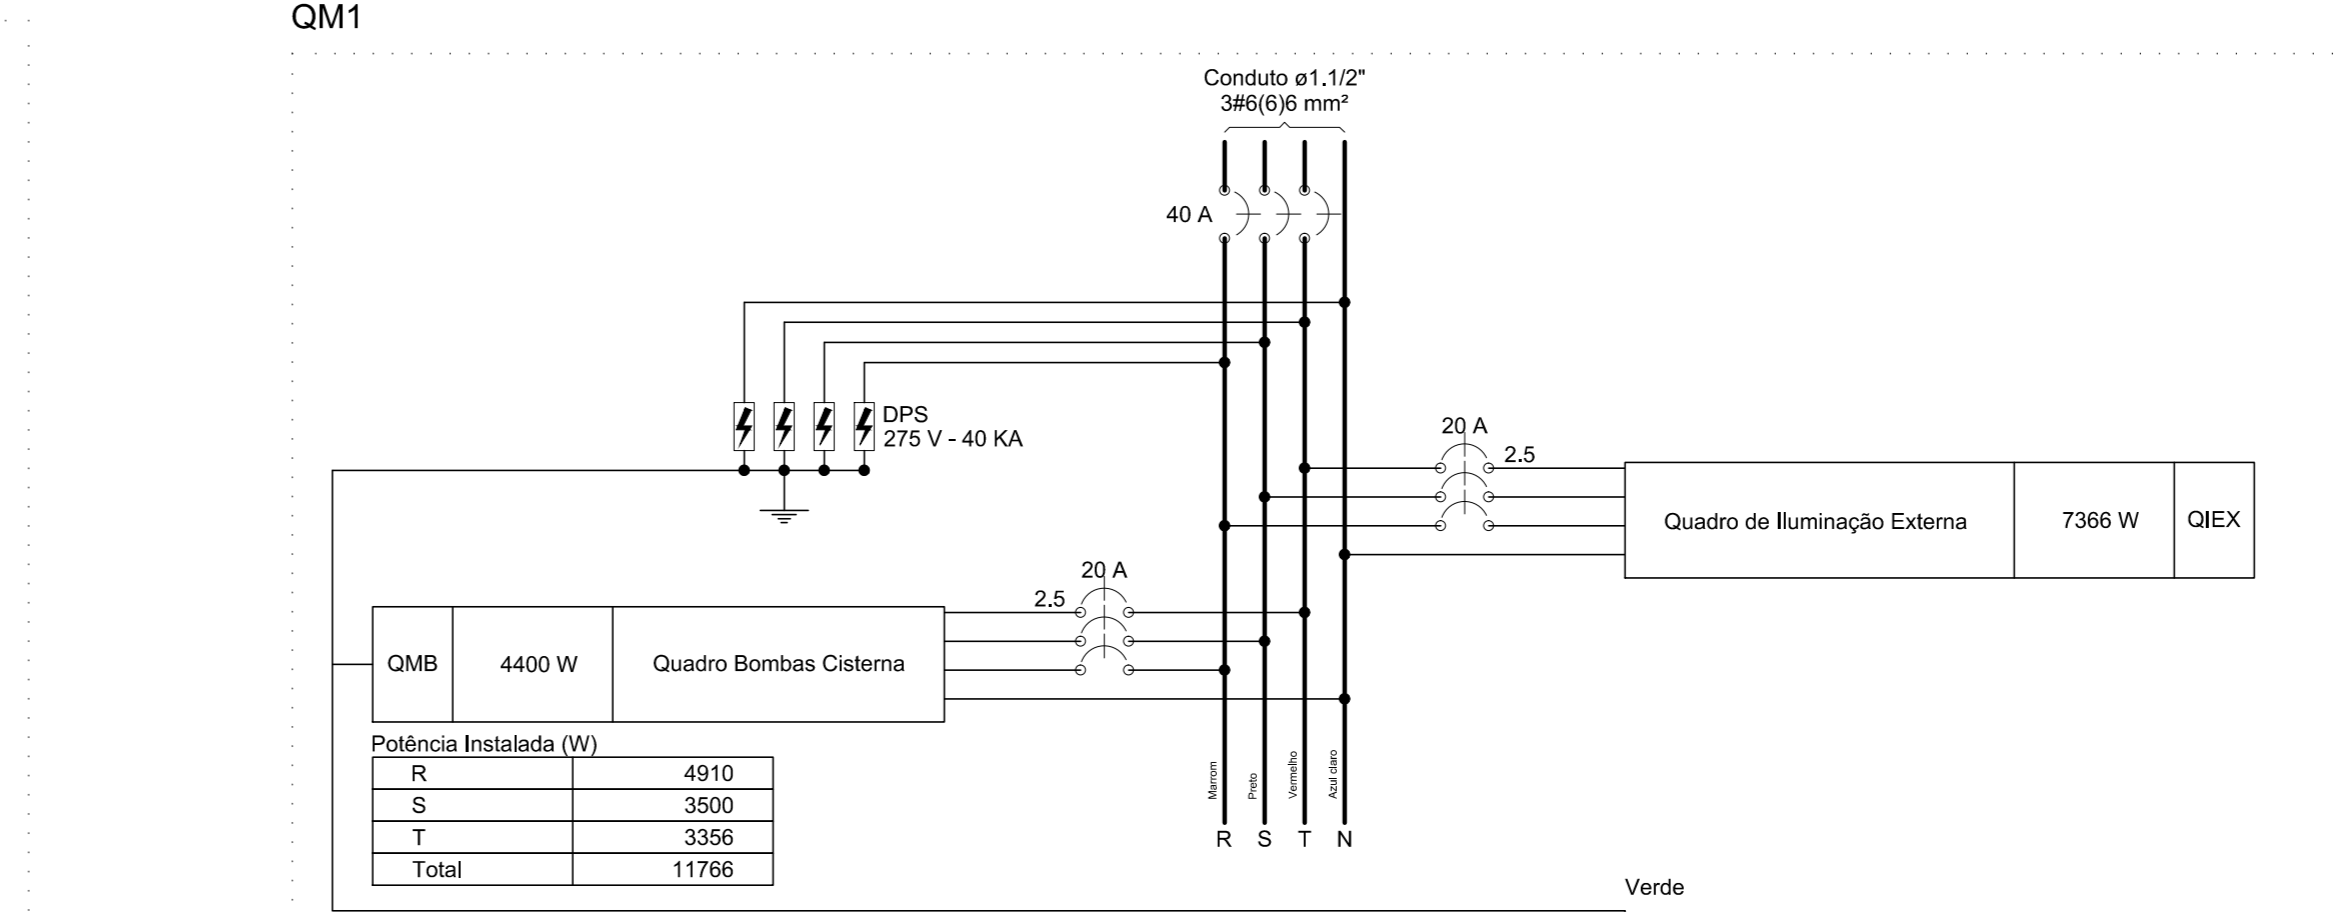 QM1
Conduto ø1.1/2"
3#6(6)6 mm²
40 A
DPS
275 V - 40 KA
20 A
2.5
Quadro de Iluminação Externa 7366 W QIEX
20 A
2.5
QMB 4400 W Quadro Bombas Cisterna
Potência Instalada (W)
R 4910
S 3500
T 3356
Total 11766
Marrom
Preto
Vermelho
Azul claro
R S T N
Verde